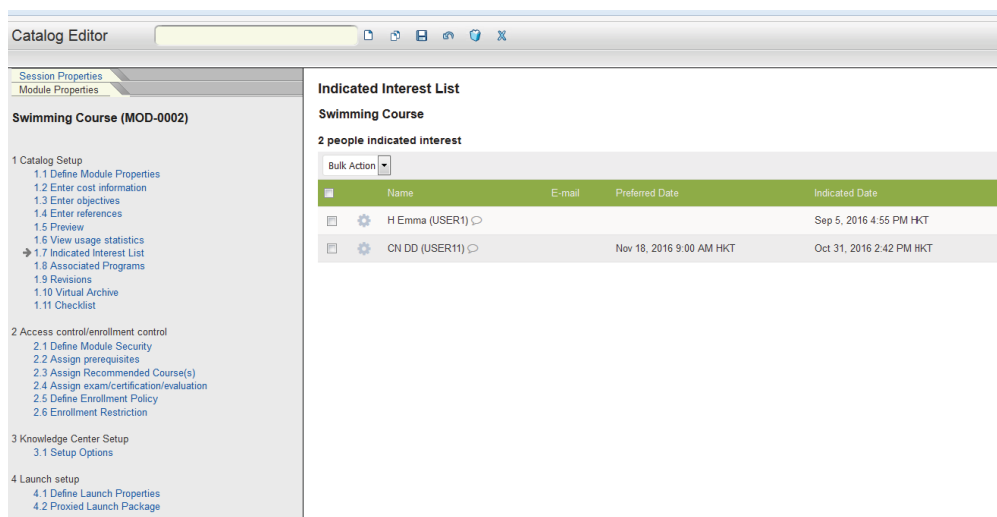 Catalog Editor
Session Properties
Module Properties
Swimming Course (MOD-0002)
1 Catalog Setup
1.1 Define Module Properties
1.2 Enter cost information
1.3 Enter objectives
1.4 Enter references
1.5 Preview
1.6 View usage statistics
1.7 Indicated Interest List
1.8 Associated Programs
1.9 Revisions
1.10 Virtual Archive
1.11 Checklist
2 Access control/enrollment control
2.1 Define Module Security
2.2 Assign prerequisites
2.3 Assign Recommended Course(s)
2.4 Assign exam/certification/evaluation
2.5 Define Enrollment Policy
2.6 Enrollment Restriction
3 Knowledge Center Setup
3.1 Setup Options
4 Launch setup
4.1 Define Launch Properties
4.2 Proxied Launch Package
Indicated Interest List
Swimming Course
2 people indicated interest
Bulk Action
Name E-mail Preferred Date Indicated Date
H Emma (USER1) Sep 5, 2016 4:55 PM HKT
CN DD (USER11) Nov 18, 2016 9:00 AM HKT Oct 31, 2016 2:42 PM HKT